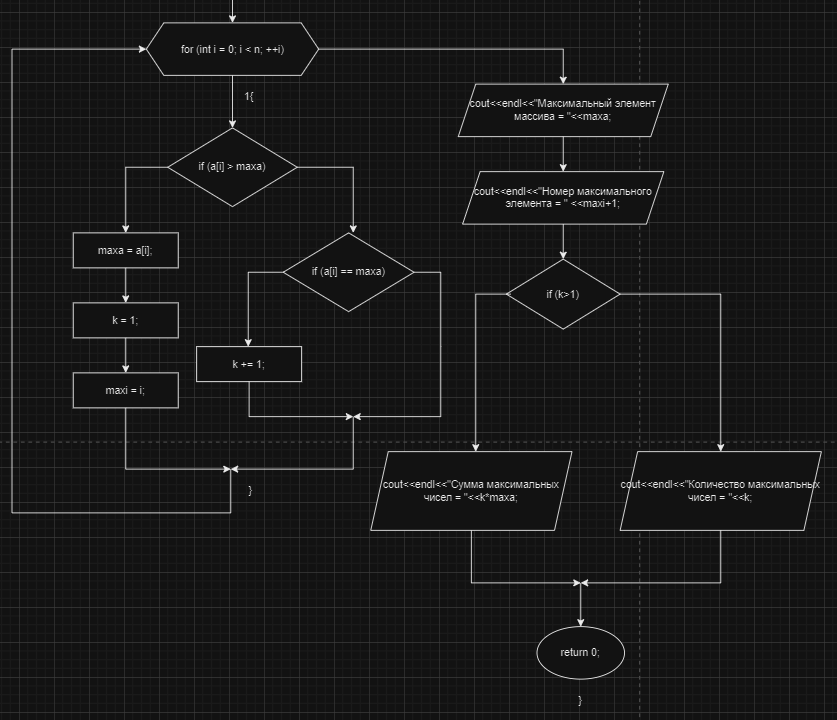 for (int i = 0; i < n; ++i)
1{
if (a[i] > maxa)
maxa = a[i];
k = 1;
maxi = i;
if (a[i] == maxa)
k += 1;
}
cout<<endl<<"Максимальный элемент
массива = "<<maxa;
cout<<endl<<"Номер максимального
элемента = " <<maxi+1;
if (k>1)
cout<<endl<<"Сумма максимальных
чисел = "<<k*maxa;
cout<<endl<<"Количество максимальных
чисел = "<<k;
return 0;
}